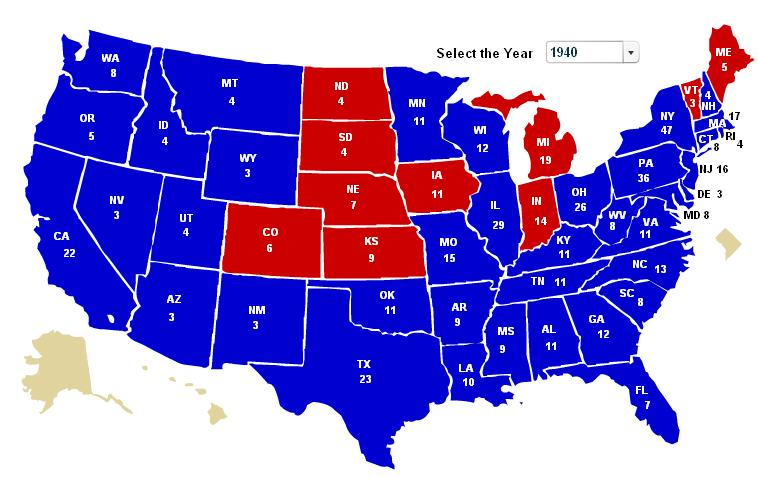 Select the Year 1940
WA
8
OR
5
CA
22
NV
3
ID
4
MT
4
WY
3
UT
4
AZ
3
CO
6
NM
3
ND
4
SD
4
NE
7
KS
9
OK
11
TX
23
MN
11
IA
11
MO
15
AR
9
LA
10
WI
12
IL
29
MI
19
IN
14
OH
26
KY
11
TN 11
MS
9
AL
11
GA
12
FL
7
SC
8
NC 13
VA
11
WV
8
PA
36
NY
47
VT
3
4
NH
ME
5
MA
17
RI
4
CT
8
NJ 16
DE 3
MD 8